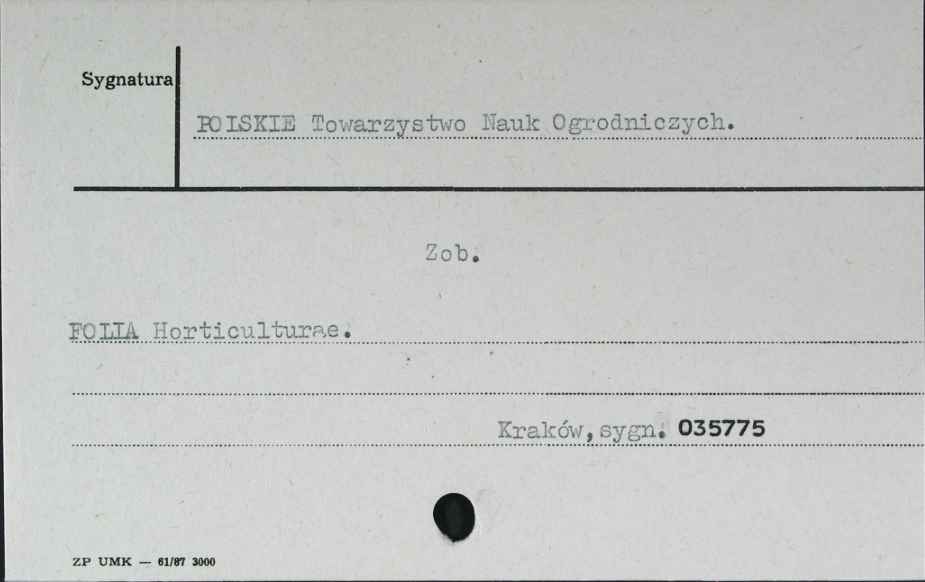 Sygnatura
POLSKIE Towarzystwo Nauk Ogrodniczych.
Zob.
FOLIA Horticulturae.
Kraków, sygn. 035775
ZP UMK — 61/87 3000